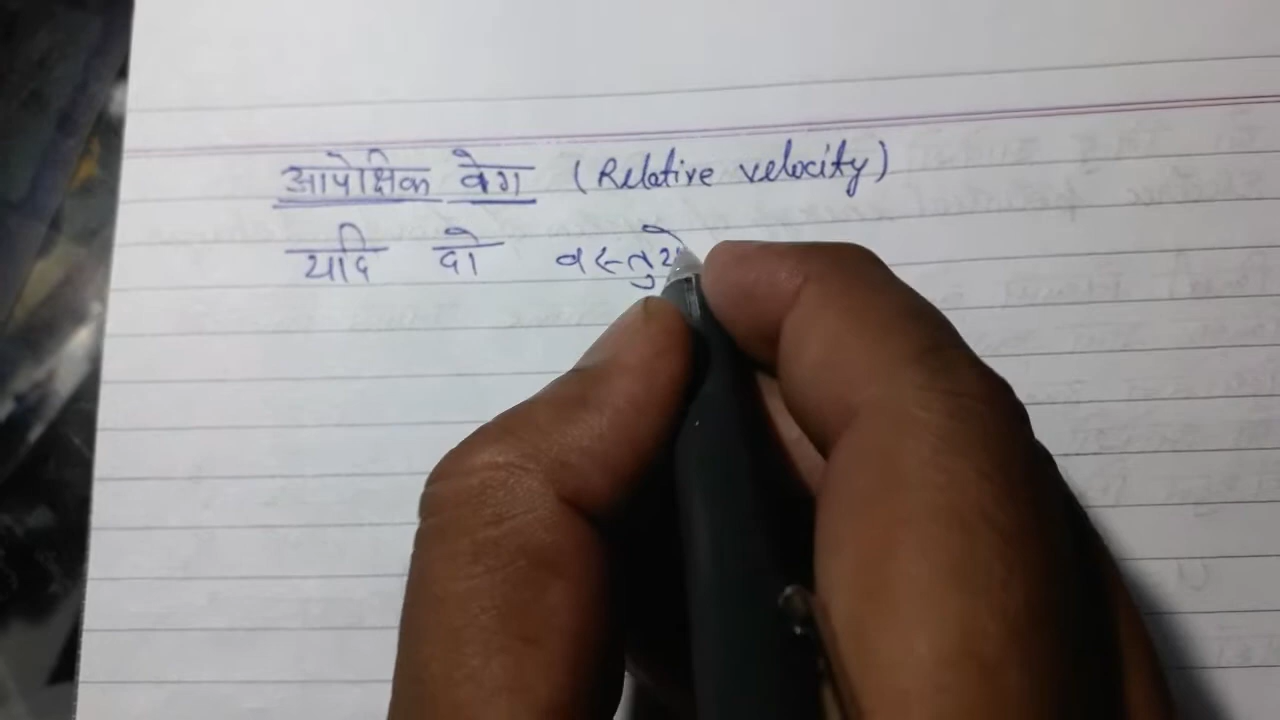 आपेक्षिक वेग (Relative velocity)
यदि दो वस्तुये